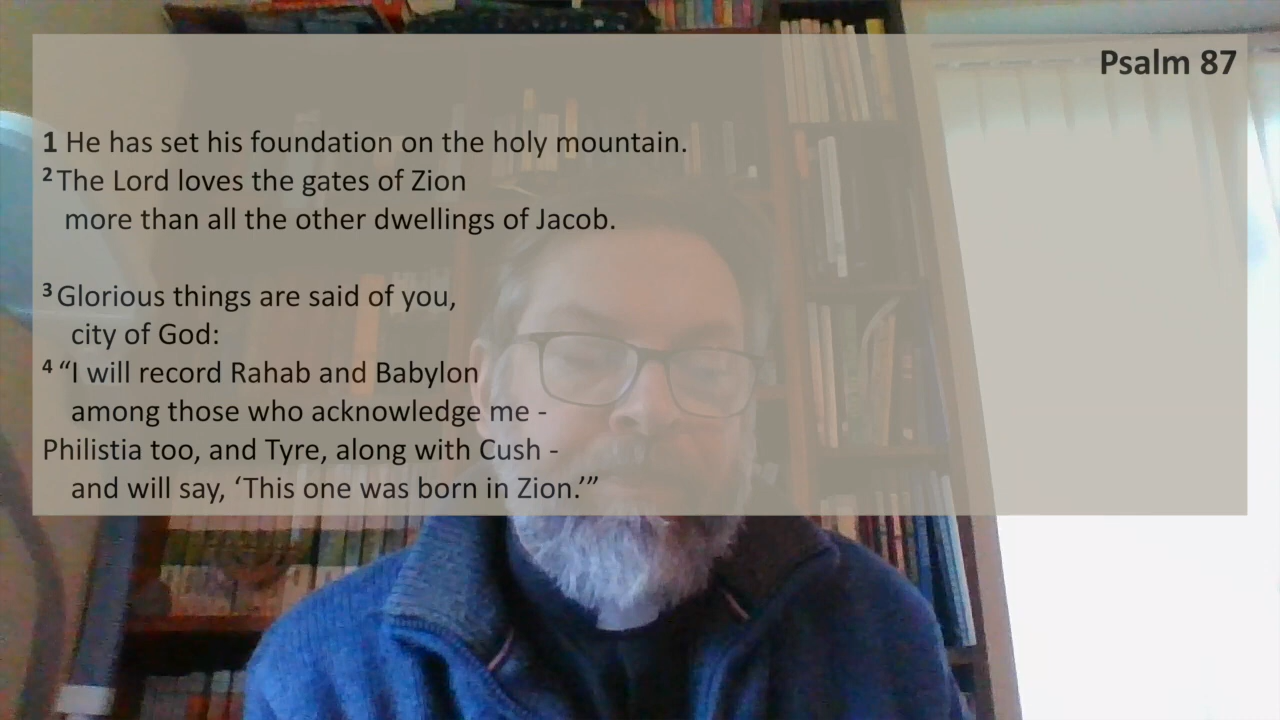 Psalm 87
1 He has set his foundation on the holy mountain.
2 The Lord loves the gates of Zion
more than all the other dwellings of Jacob.
3 Glorious things are said of you,
city of God:
4 “I will record Rahab and Babylon
among those who acknowledge me -
Philistia too, and Tyre, along with Cush -
and will say, ‘This one was born in Zion.’”